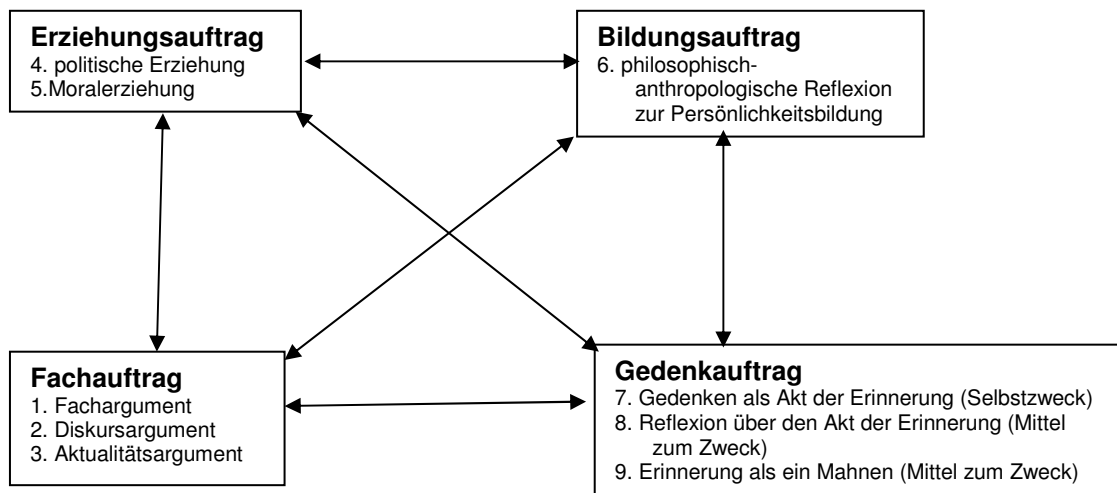 Erziehungsauftrag
4. politische Erziehung
5.Moralerziehung
Bildungsauftrag
6. philosophisch-
anthropologische Reflexion
zur Persönlichkeitsbildung
Fachauftrag
1. Fachargument
2. Diskursargument
3. Aktualitätsargument
Gedenkauftrag
7. Gedenken als Akt der Erinnerung (Selbstzweck)
8. Reflexion über den Akt der Erinnerung (Mittel
zum Zweck)
9. Erinnerung als ein Mahnen (Mittel zum Zweck)